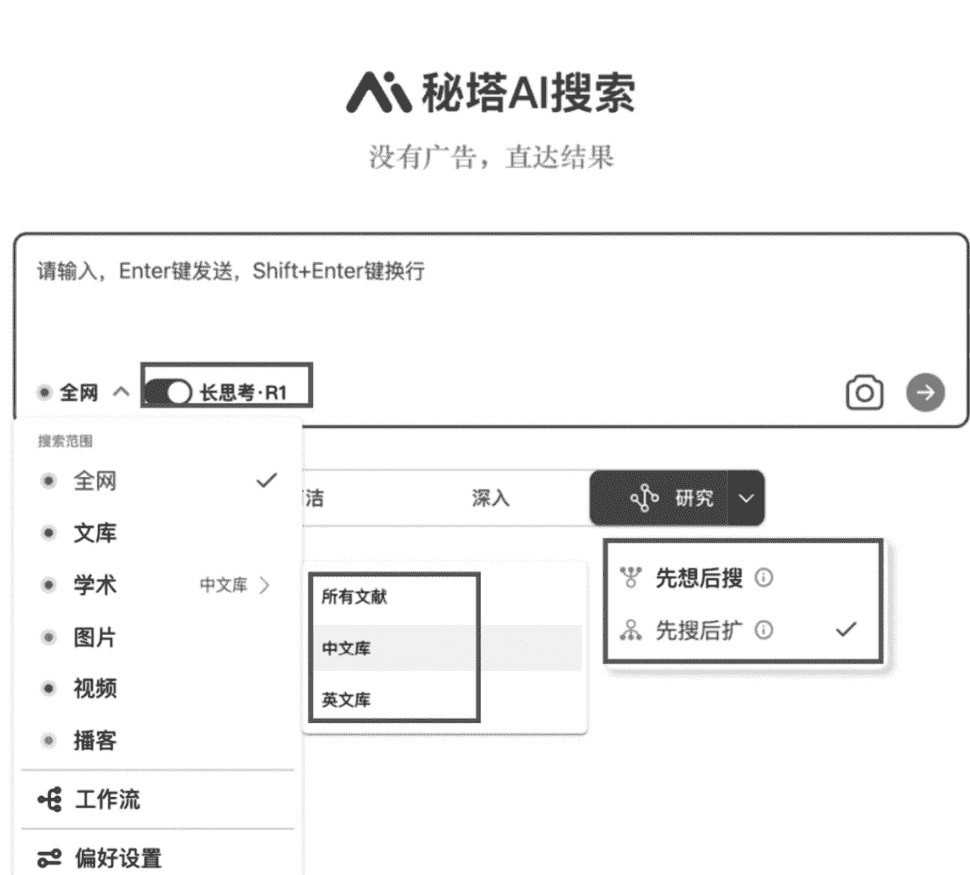 秘塔AI搜索
没有广告，直达结果
请输入，Enter键发送，Shift+Enter键换行
全网 长思考·R1
搜索范围
全网
文库
学术 中文库
图片
视频
播客
工作流
偏好设置
洁 深入 研究
所有文献
中文库
英文库
先想后搜
先搜后扩